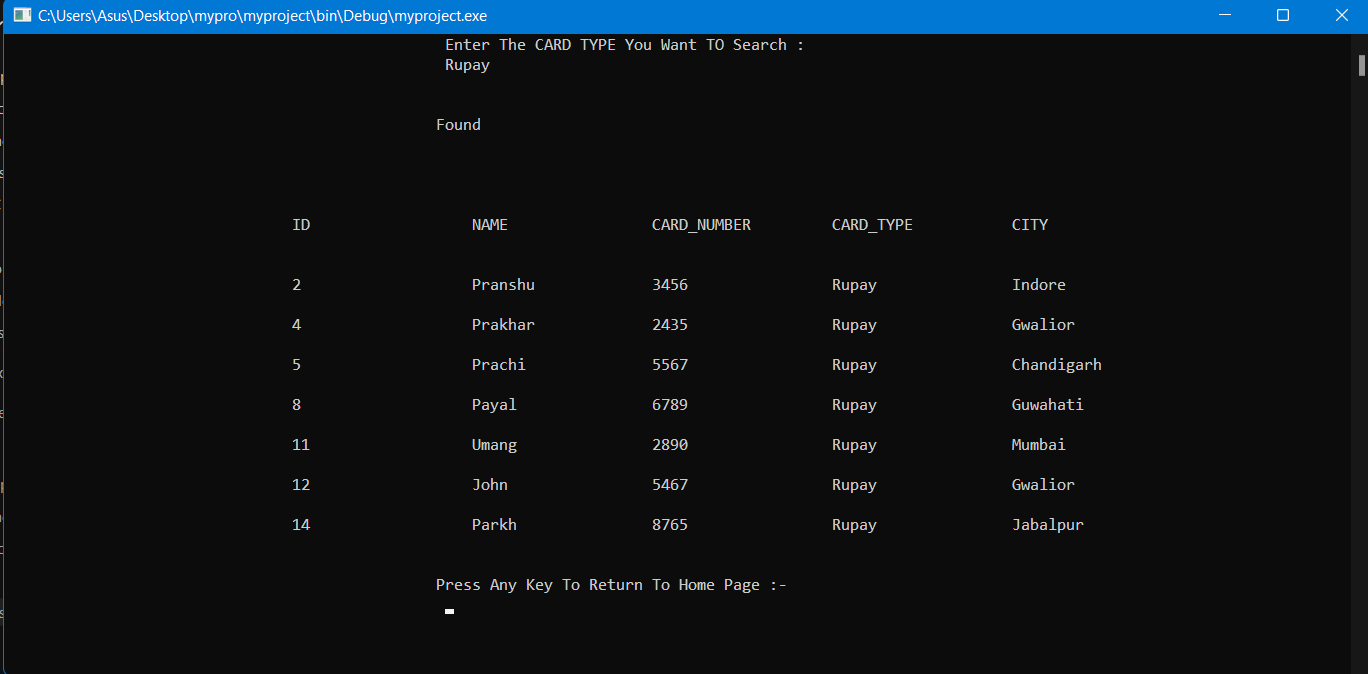 C:\Users\Asus\Desktop\mypro\myproject\bin\Debug\myproject.exe
Enter The CARD TYPE You Want TO Search :
Rupay
Found
ID NAME CARD_NUMBER CARD_TYPE CITY
2 Pranshu 3456 Rupay Indore
4 Prakhar 2435 Rupay Gwalior
5 Prachi 5567 Rupay Chandigarh
8 Payal 6789 Rupay Guwahati
11 Umang 2890 Rupay Mumbai
12 John 5467 Rupay Gwalior
14 Parkh 8765 Rupay Jabalpur
Press Any Key To Return To Home Page :-